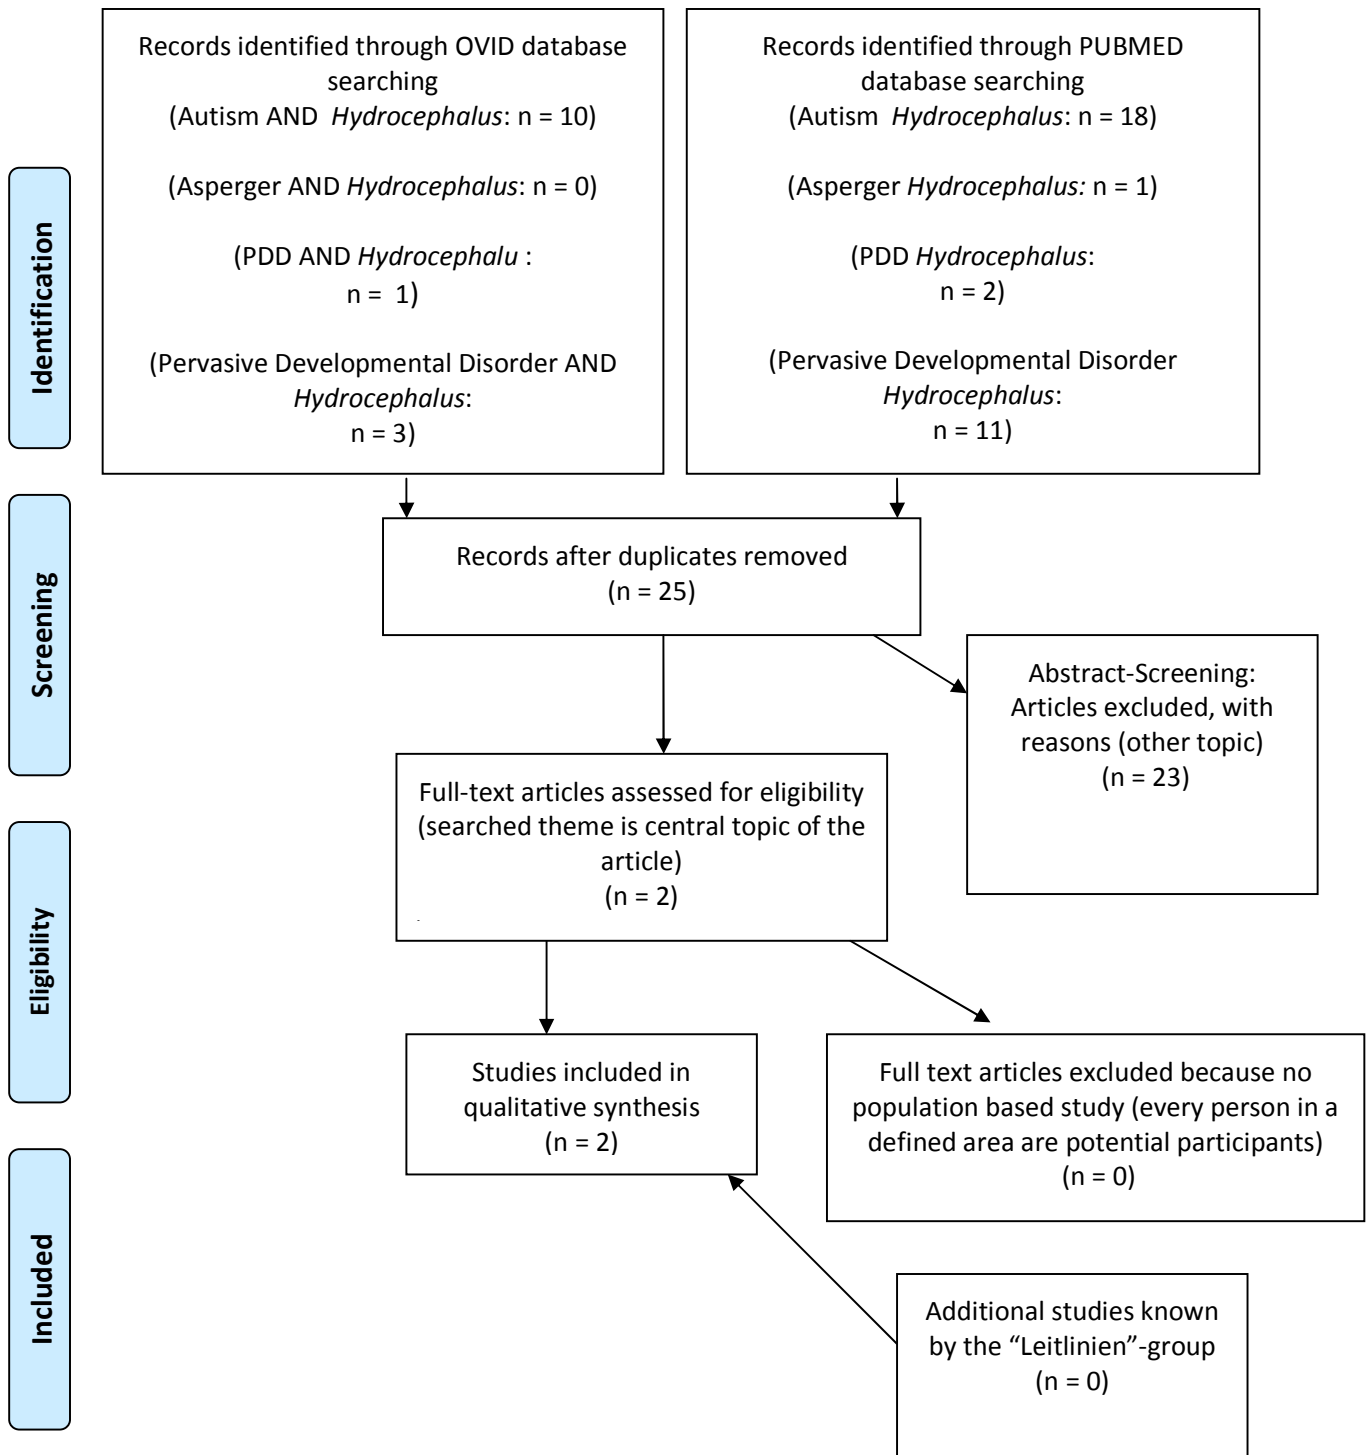 Records identified through OVID database
searching
(Autism AND Hydrocephalus: n = 10)
(Asperger AND Hydrocephalus: n = 0)
(PDD AND Hydrocephalu :
n = 1)
(Pervasive Developmental Disorder AND
Hydrocephalus:
n = 3)
Records identified through PUBMED
database searching
(Autism Hydrocephalus: n = 18)
(Asperger Hydrocephalus: n = 1)
(PDD Hydrocephalus:
n = 2)
(Pervasive Developmental Disorder
Hydrocephalus:
n = 11)
Identification
Records after duplicates removed
(n = 25)
Screening
Abstract-Screening:
Articles excluded, with
reasons (other topic)
(n = 23)
Full-text articles assessed for eligibility
(searched theme is central topic of the
article)
(n = 2)
Eligibility
Studies included in
qualitative synthesis
(n = 2)
Full text articles excluded because no
population based study (every person in a
defined area are potential participants)
(n = 0)
Included
Additional studies known
by the “Leitlinien”-group
(n = 0)